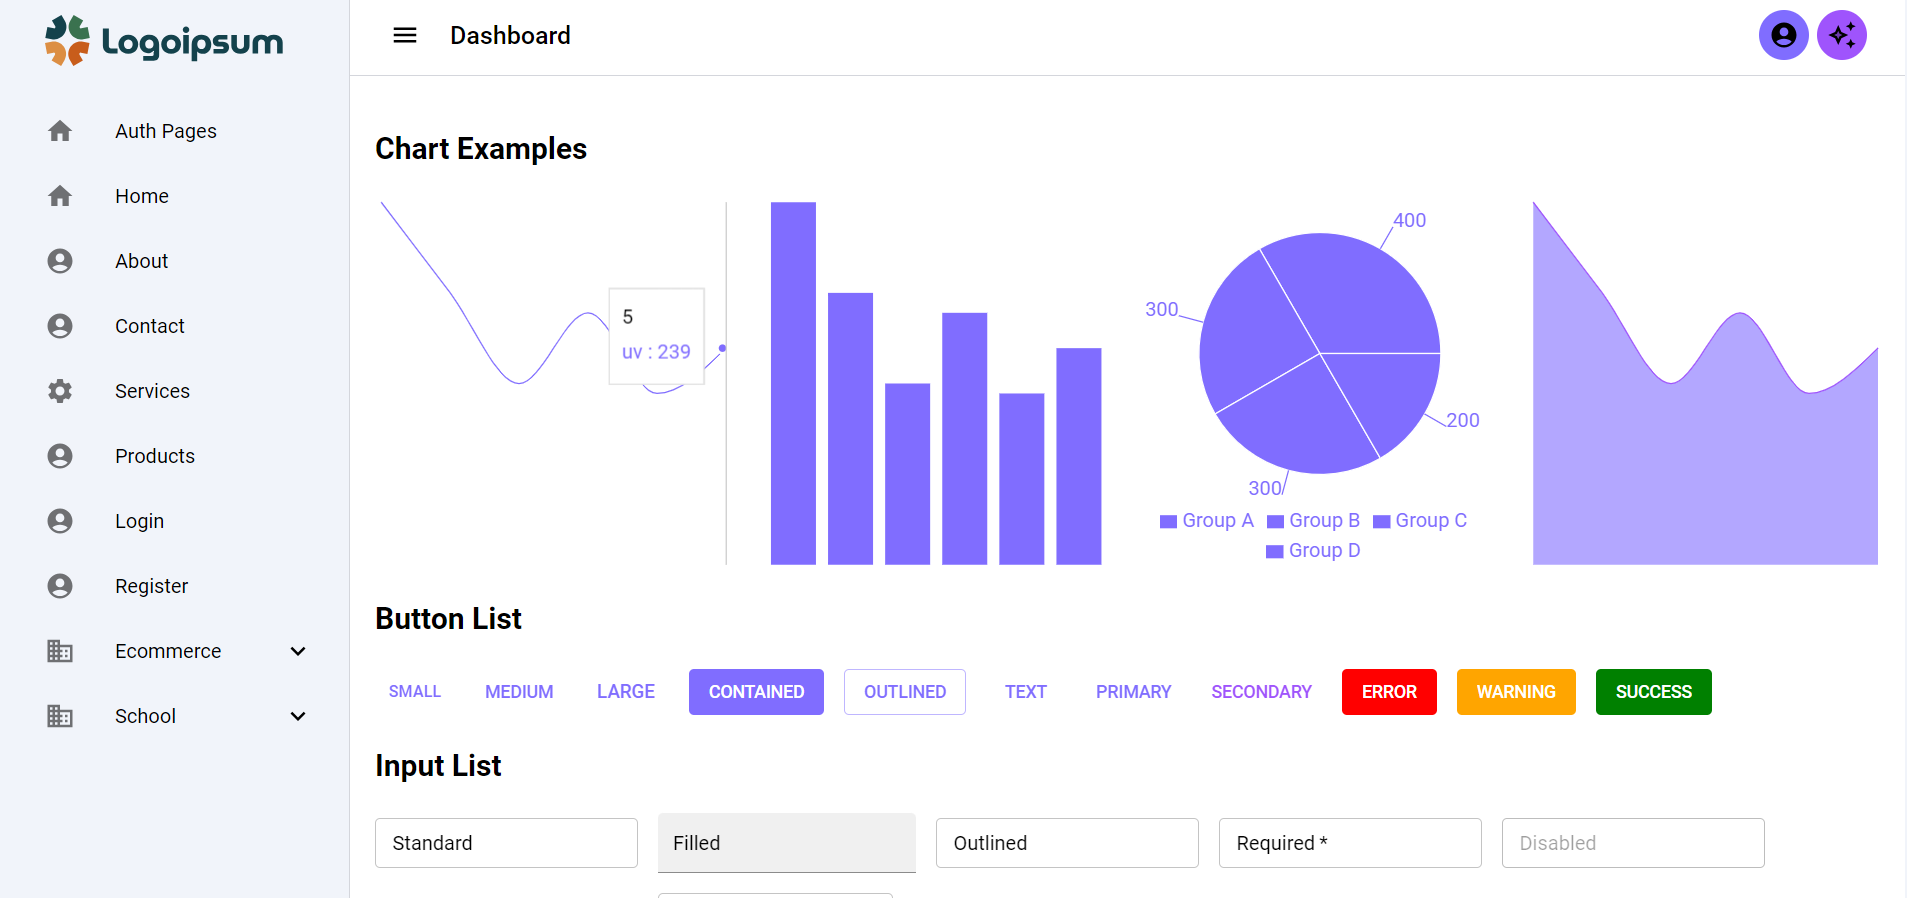 Logoipsum
Dashboard
Auth Pages
Home
About
Contact
Services
Products
Login
Register
Ecommerce
School
Chart Examples
5
uv : 239
400
300
200
300
Group A Group B Group C
Group D
Button List
SMALL MEDIUM LARGE CONTAINED OUTLINED TEXT PRIMARY SECONDARY ERROR WARNING SUCCESS
Input List
Standard Filled Outlined Required * Disabled